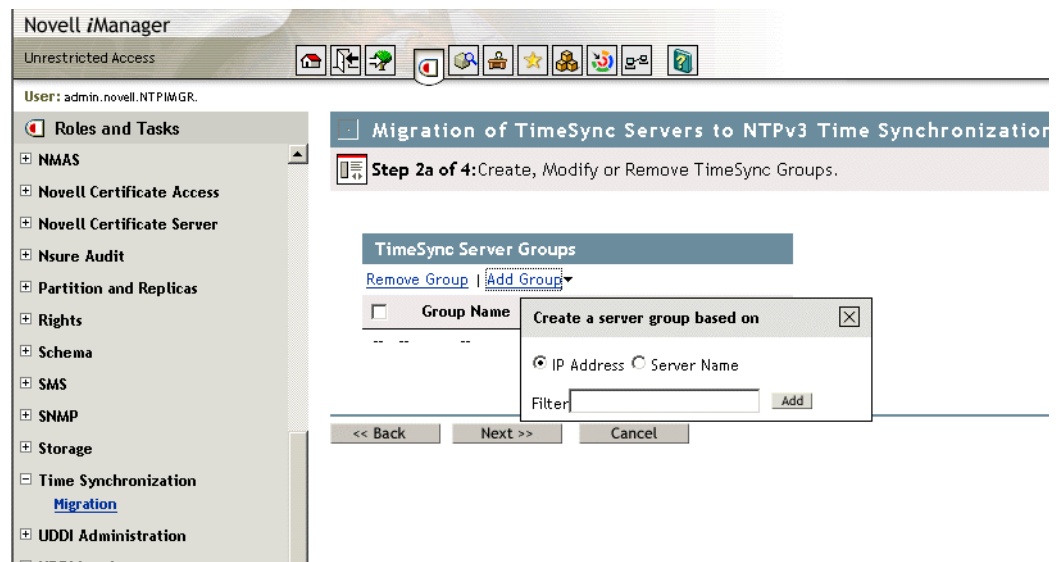 Novell iManager
Unrestricted Access
User: admin.novell.NTPIMGR.
Roles and Tasks
NMAS
Novell Certificate Access
Novell Certificate Server
Nsure Audit
Partition and Replicas
Rights
Schema
SMS
SNMP
Storage
Time Synchronization
Migration
UDDI Administration
Migration of TimeSync Servers to NTPv3 Time Synchronization
Step 2a of 4:Create, Modify or Remove TimeSync Groups.
TimeSync Server Groups
Remove Group | Add Group
Group Name
-- -- --
Create a server group based on
IP Address Server Name
Filter Add
<< Back Next >> Cancel